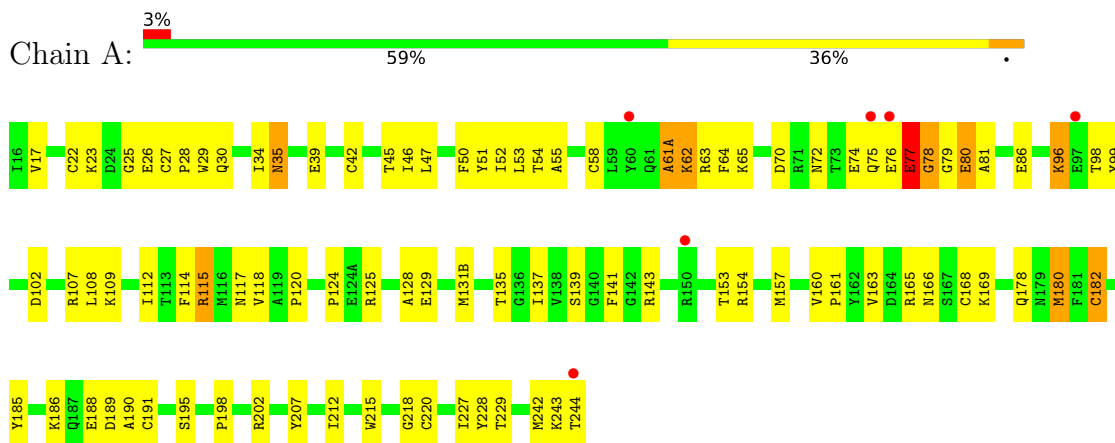 3%
Chain A:
59% 36% •
I16 V17 C22 K23 D24 G25 E26 C27 P28 W29 Q30 I34 N35 E39 C42 T45 I46 L47 F50 Y51 I52 L53 T54 A55 C58 L59 Y60 Q61 A61A K62 R63 F64 K65 D70 R71 N72 T73 E74 Q75 E76 E77 G78 G79 E80 A81 E86 K96 E97 T98 Y99
D102 R107 L108 K109 I112 T113 F114 R115 M116 N117 V118 A119 P120 P124 E124A R125 A128 E129 M131B T135 G136 I137 V138 S139 G140 F141 G142 R143 R150 T153 R154 M157 V160 P161 Y162 V163 D164 R165 N166 S167 C168 K169 Q178 N179 M180 F181 C182
Y185 K186 Q187 E188 D189 A190 C191 S195 P198 R202 Y207 I212 W215 G218 C220 I227 Y228 T229 M242 K243 T244